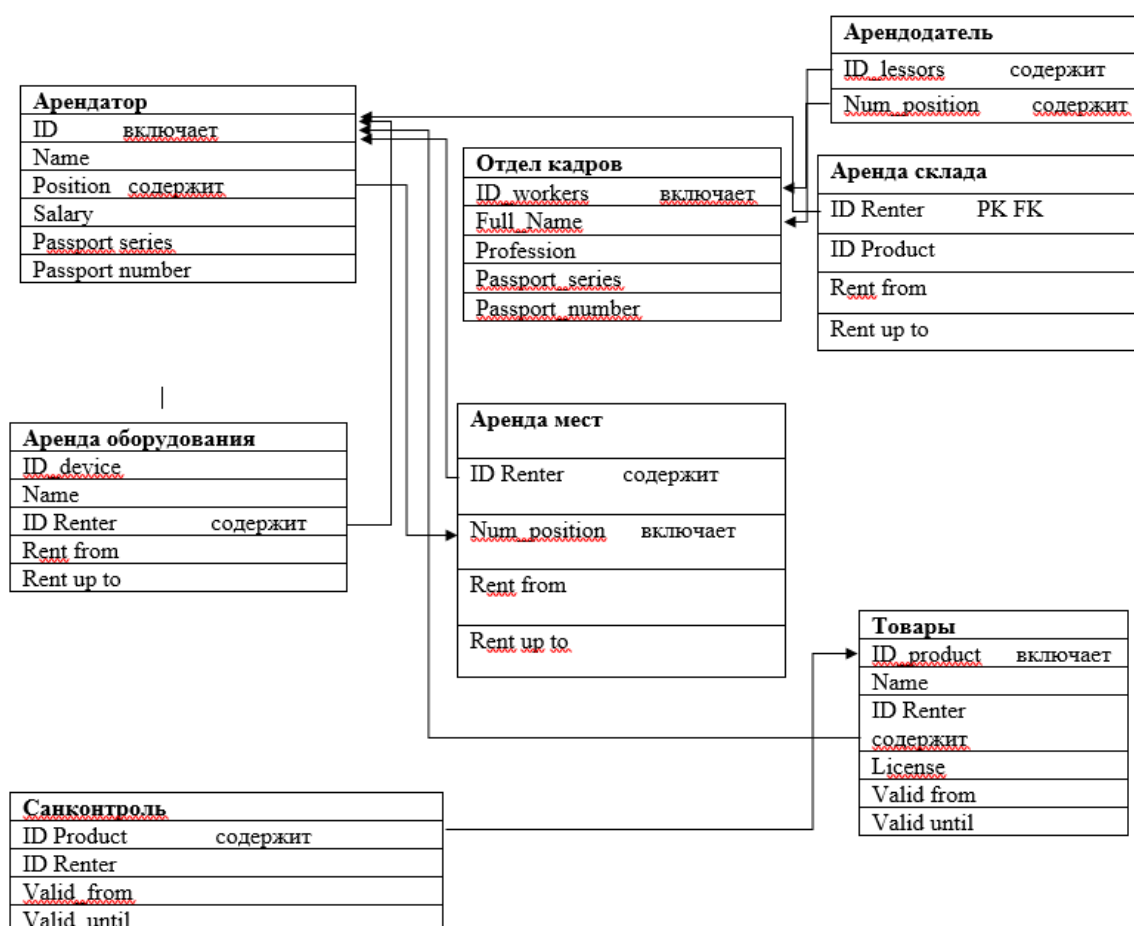 Арендодатель
ID_lessors содержит
Num_position содержит
Арендатор
ID включает
Name
Position содержит
Salary
Passport series
Passport number
Отдел кадров
ID_workers включает
Full_Name
Profession
Passport_series
Passport_number
Аренда склада
ID Renter PK FK
ID Product
Rent from
Rent up to
Аренда оборудования
ID_device
Name
ID Renter содержит
Rent from
Rent up to
Аренда мест
ID Renter содержит
Num_position включает
Rent from
Rent up to
Товары
ID_product включает
Name
ID Renter
содержит
License
Valid from
Valid until
Санконтроль
ID Product содержит
ID Renter
Valid_from
Valid_until